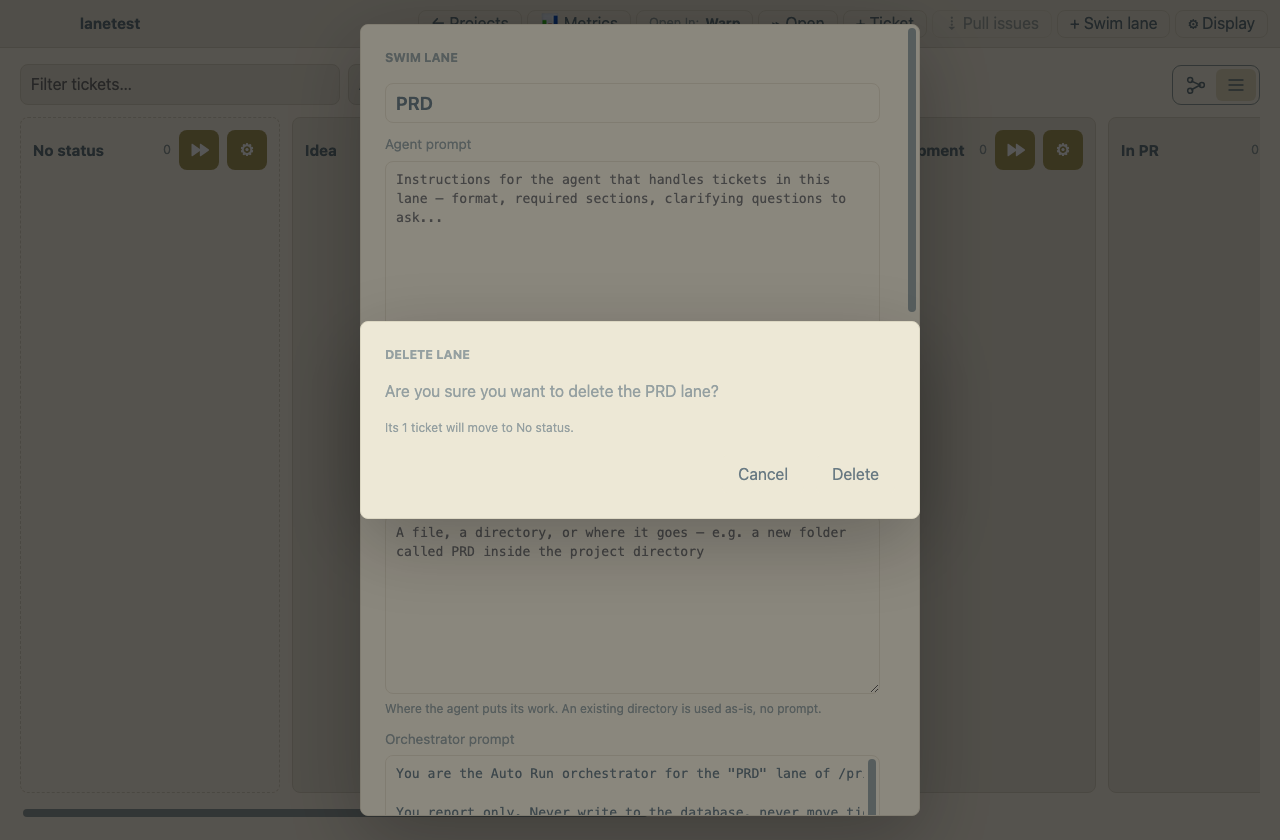 lanetest
← Projects
Metrics
Open in: Warp
Open
+ Ticket
↓ Pull issues
+ Swim lane
Display
Filter tickets...
No status
0
Idea
0
In PR
0
SWIM LANE
PRD
Agent prompt
Instructions for the agent that handles tickets in this
lane — format, required sections, clarifying questions to
ask...
DELETE LANE
Are you sure you want to delete the PRD lane?
Its 1 ticket will move to No status.
Cancel
Delete
A file, a directory, or where it goes — e.g. a new folder
called PRD inside the project directory
Where the agent puts its work. An existing directory is used as-is, no prompt.
Orchestrator prompt
You are the Auto Run orchestrator for the "PRD" lane of /pr
You report only. Never write to the database, never move